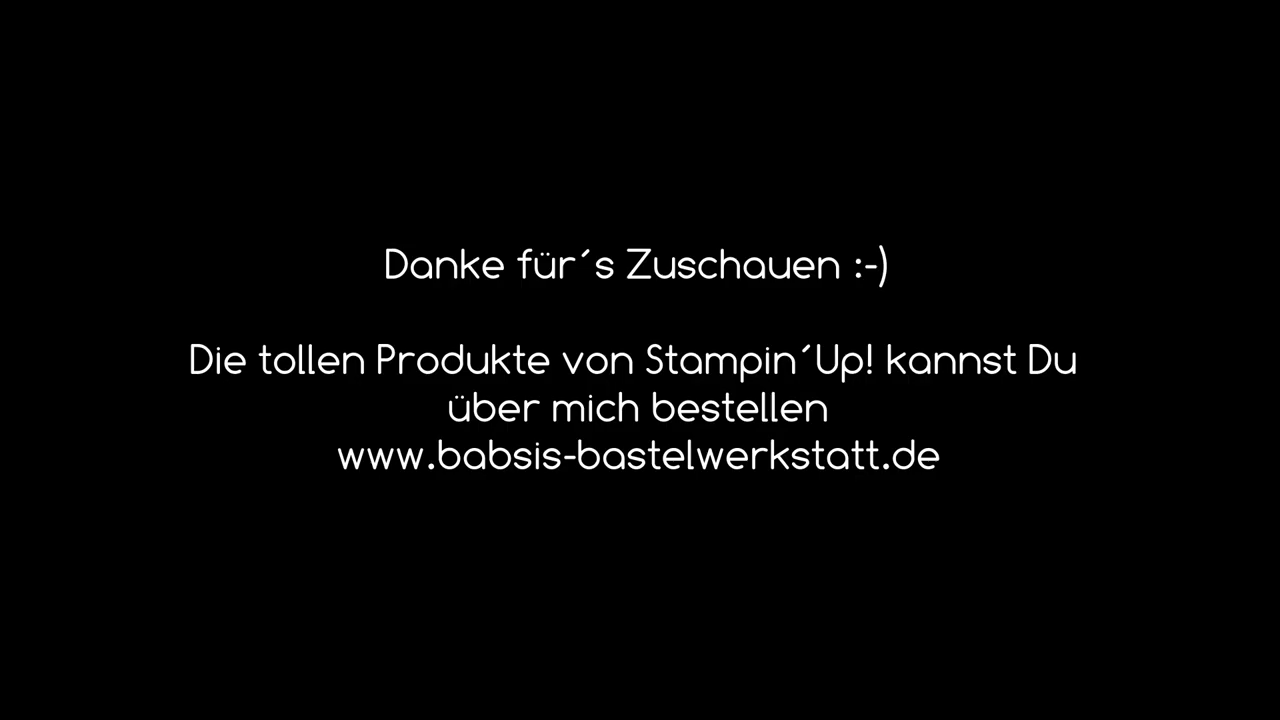 Danke für´s Zuschauen :-)
Die tollen Produkte von Stampin´Up! kannst Du
über mich bestellen
www.babsis-bastelwerkstatt.de